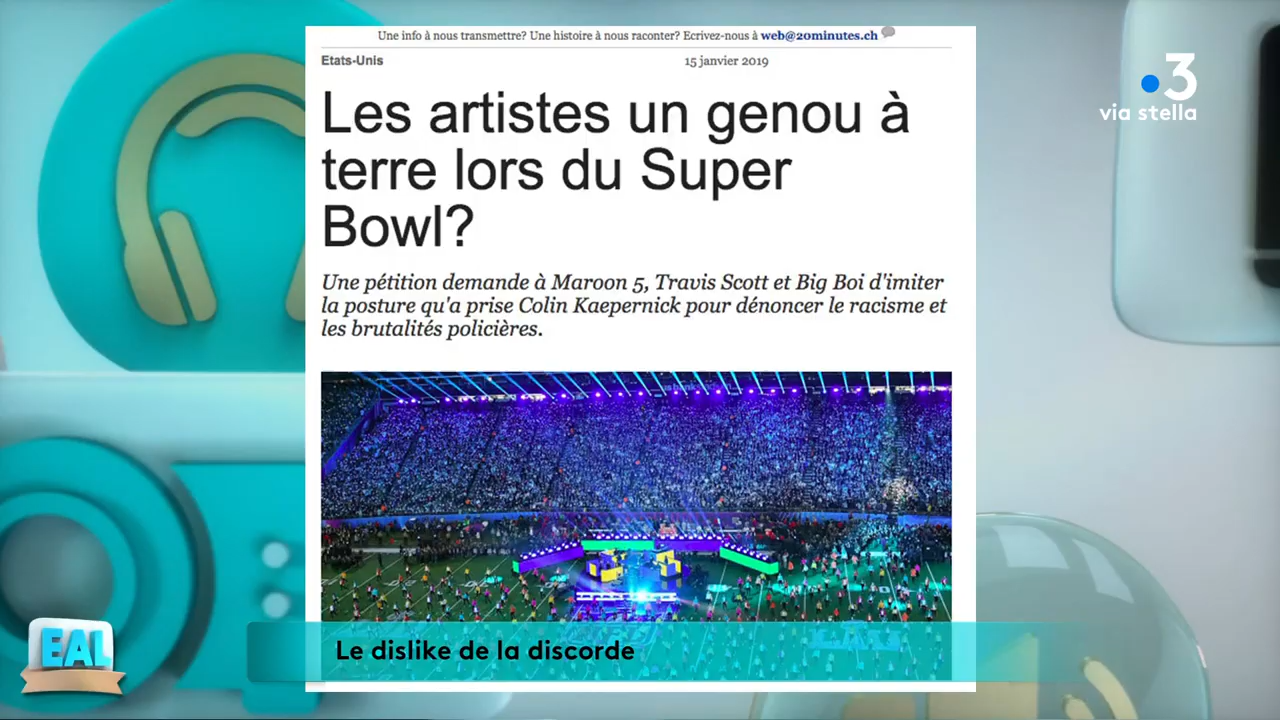 Une info à nous transmettre? Une histoire à nous raconter? Ecrivez-nous à web@20minutes.ch
Etats-Unis 15 janvier 2019
3
via stella
Les artistes un genou à
terre lors du Super
Bowl?
Une pétition demande à Maroon 5, Travis Scott et Big Boi d'imiter
la posture qu'a prise Colin Kaepernick pour dénoncer le racisme et
les brutalités policières.
EAL
Le dislike de la discorde